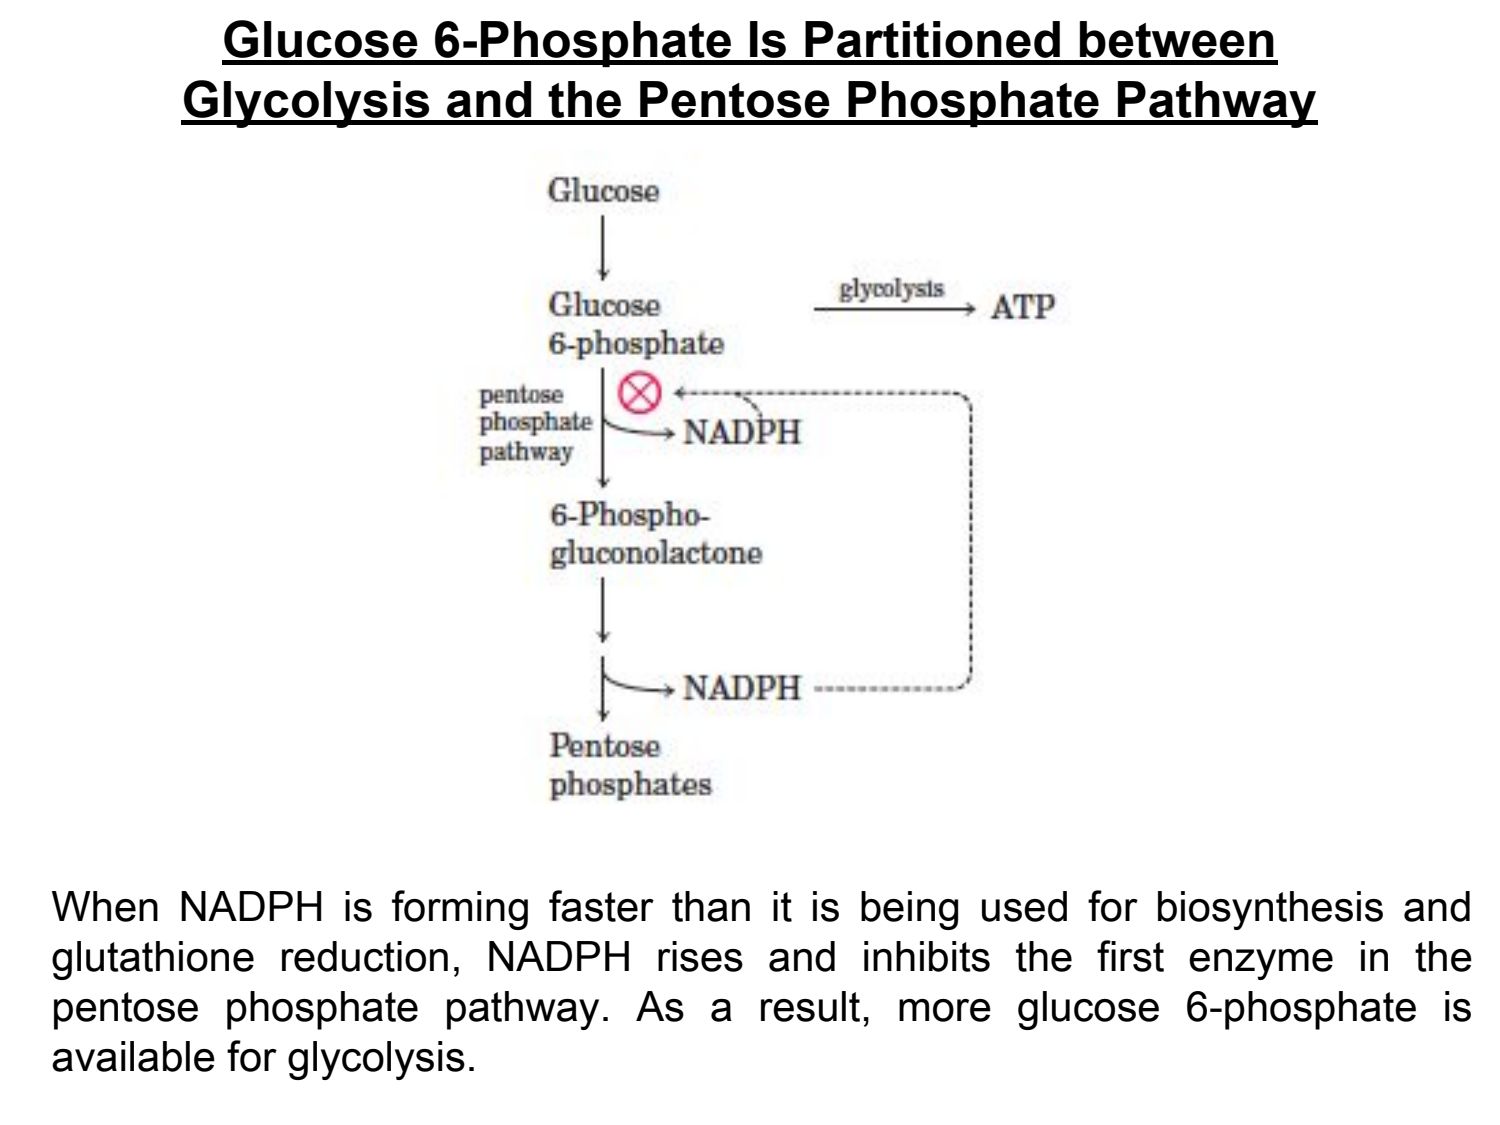 Glucose 6-Phosphate Is Partitioned between
Glycolysis and the Pentose Phosphate Pathway
Glucose
Glucose
6-phosphate
glycolysis
ATP
pentose
phosphate
pathway
NADPH
6-Phospho-
gluconolactone
NADPH
Pentose
phosphates
When NADPH is forming faster than it is being used for biosynthesis and
glutathione reduction, NADPH rises and inhibits the first enzyme in the
pentose phosphate pathway. As a result, more glucose 6-phosphate is
available for glycolysis.